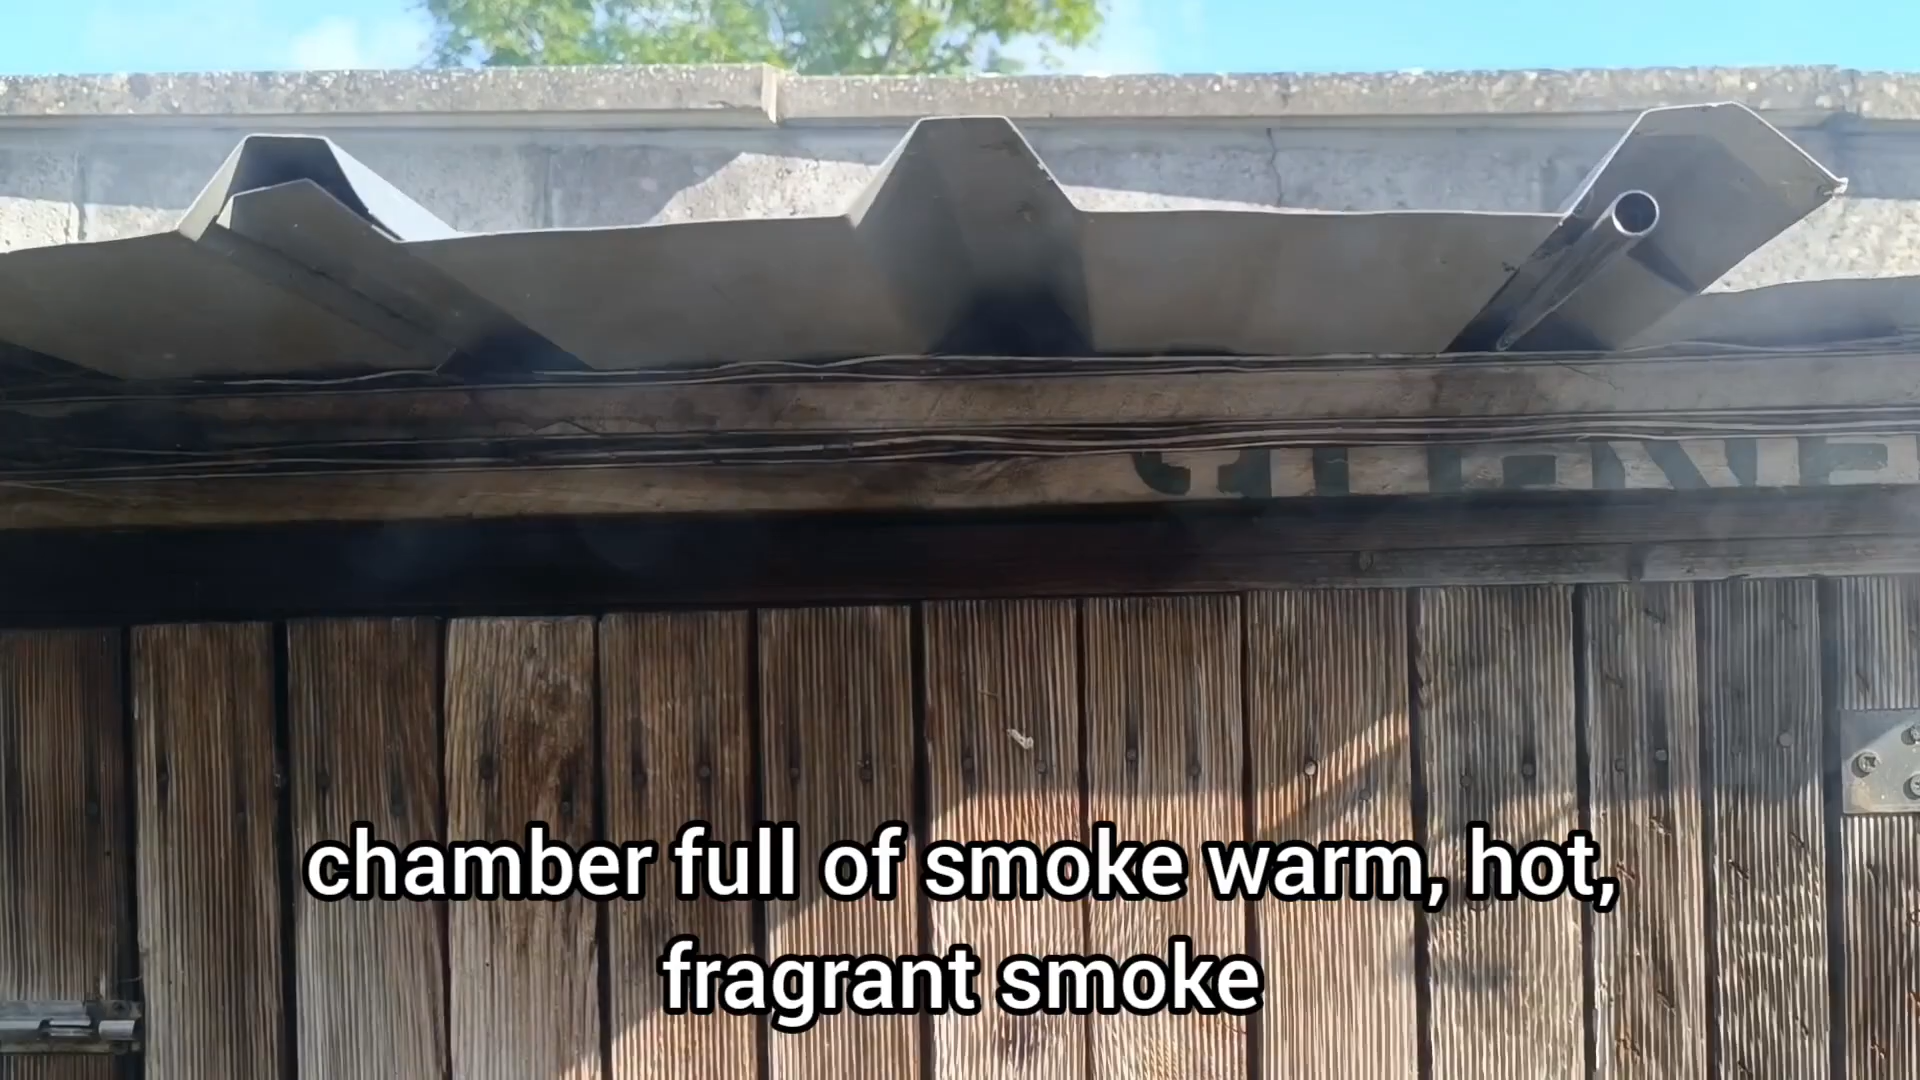 chamber full of smoke warm, hot,
fragrant smoke